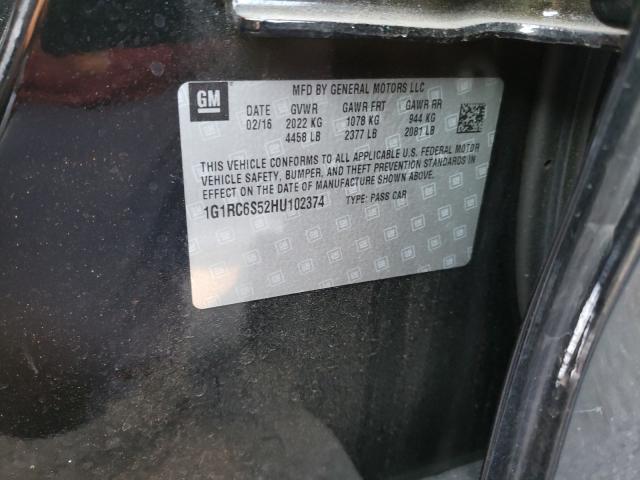 GM
MFD BY GENERAL MOTORS LLC
DATE GVWR GAWR FRT GAWR RR
02/16 2022 KG 1078 KG 944 KG
4458 LB 2377 LB 2081 LB
THIS VEHICLE CONFORMS TO ALL APPLICABLE U.S. FEDERAL MOTOR
VEHICLE SAFETY, BUMPER, AND THEFT PREVENTION STANDARDS IN
EFFECT ON THE DATE OF MANUFACTURE SHOWN ABOVE.
1G1RC6S52HU102374 TYPE: PASS CAR